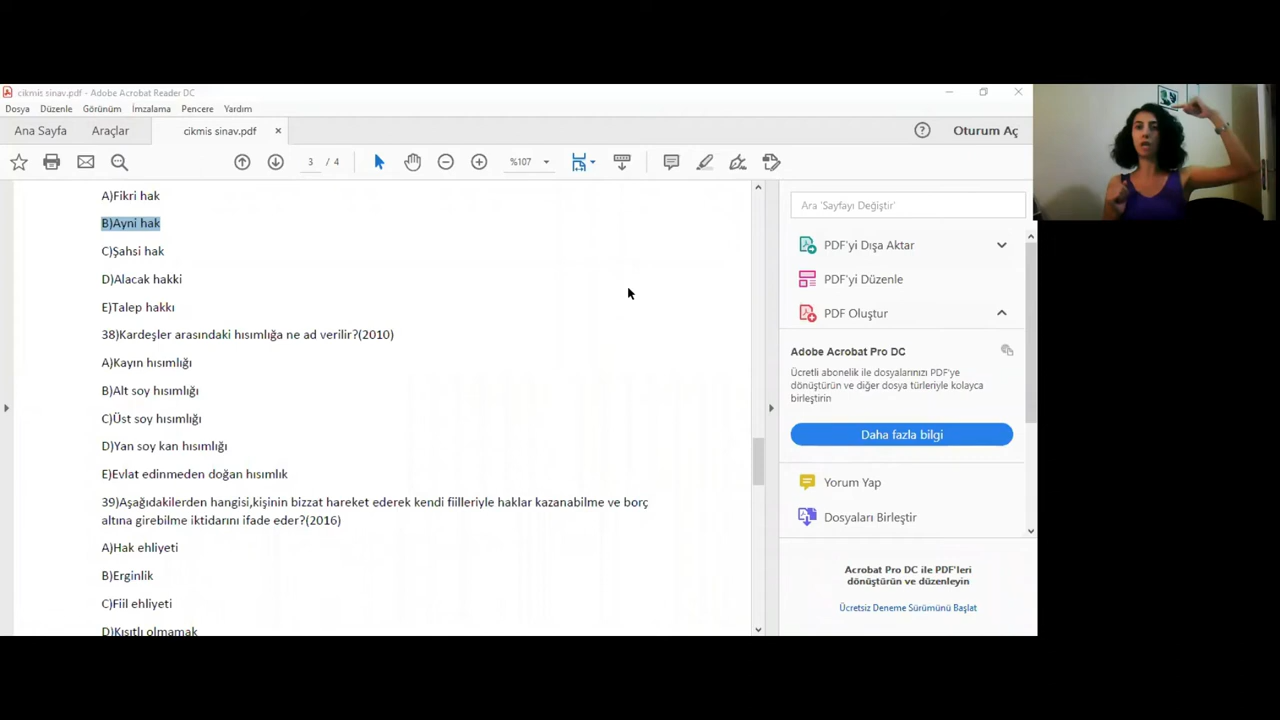 cikmis sinav.pdf - Adobe Acrobat Reader DC
Dosya Düzenle Görünüm İmzalama Pencere Yardım
Ana Sayfa Araçlar cikmis sinav.pdf × Oturum Aç
3 / 4 %107
A)Fikri hak
B)Ayni hak
C)Şahsi hak
D)Alacak hakki
E)Talep hakkı
38)Kardeşler arasındaki hısımlığa ne ad verilir?(2010)
A)Kayın hısımlığı
B)Alt soy hısımlığı
C)Üst soy hısımlığı
D)Yan soy kan hısımlığı
E)Evlat edinmeden doğan hısımlık
39)Aşağıdakilerden hangisi,kişinin bizzat hareket ederek kendi fiilleriyle haklar kazanabilme ve borç
altına girebilme iktidarını ifade eder?(2016)
A)Hak ehliyeti
B)Erginlik
C)Fiil ehliyeti
D)Kısıtlı olmamak
Ara 'Sayfayı Değiştir'
PDF'yi Dışa Aktar
PDF'yi Düzenle
PDF Oluştur
Adobe Acrobat Pro DC
Ücretli abonelik ile dosyalarınızı PDF'ye
dönüştürün ve diğer dosya türleriyle kolayca
birleştirin
Daha fazla bilgi
Yorum Yap
Dosyaları Birleştir
Acrobat Pro DC ile PDF'leri
dönüştürün ve düzenleyin
Ücretsiz Deneme Sürümünü Başlat